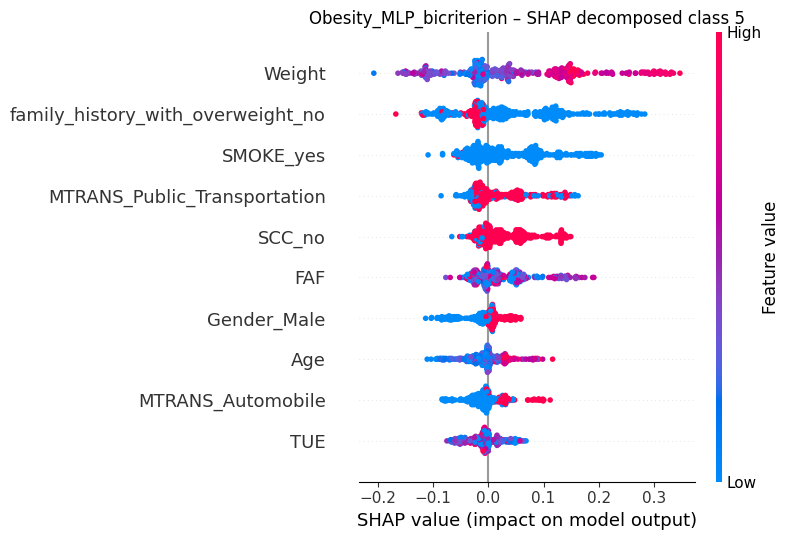 Obesity_MLP_bicriterion – SHAP decomposed class 5
High
Weight
family_history_with_overweight_no
SMOKE_yes
MTRANS_Public_Transportation
SCC_no
FAF
Gender_Male
Age
MTRANS_Automobile
TUE
Feature value
Low
−0.2 −0.1 0.0 0.1 0.2 0.3
SHAP value (impact on model output)